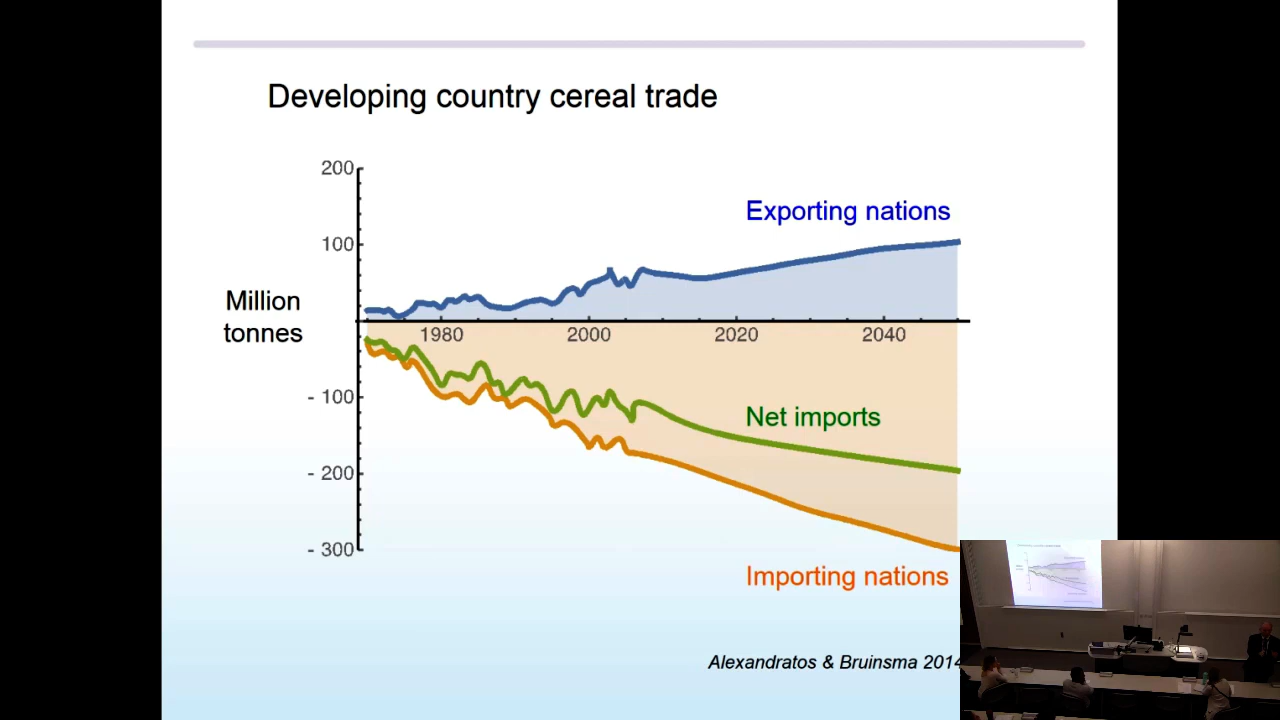 Developing country cereal trade
200
Exporting nations
100
Million
tonnes
1980
2000
2020
2040
- 100
Net imports
- 200
- 300
Importing nations
Alexandratos & Bruinsma 2014